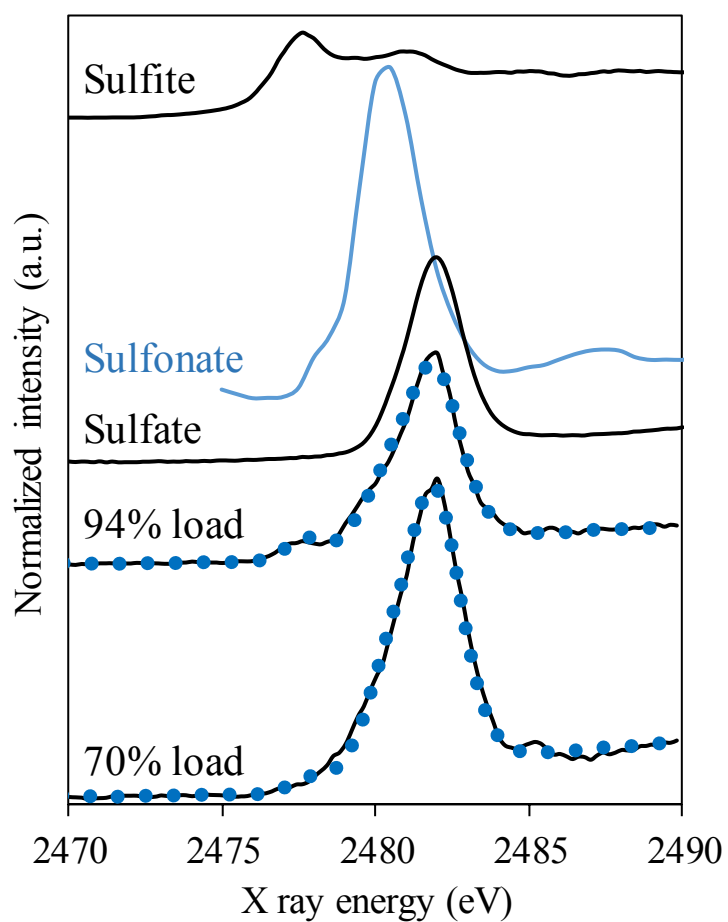 Sulfite
Sulfonate
Sulfate
94% load
70% load
Normalized intensity (a.u.)
2470 2475 2480 2485 2490
X ray energy (eV)